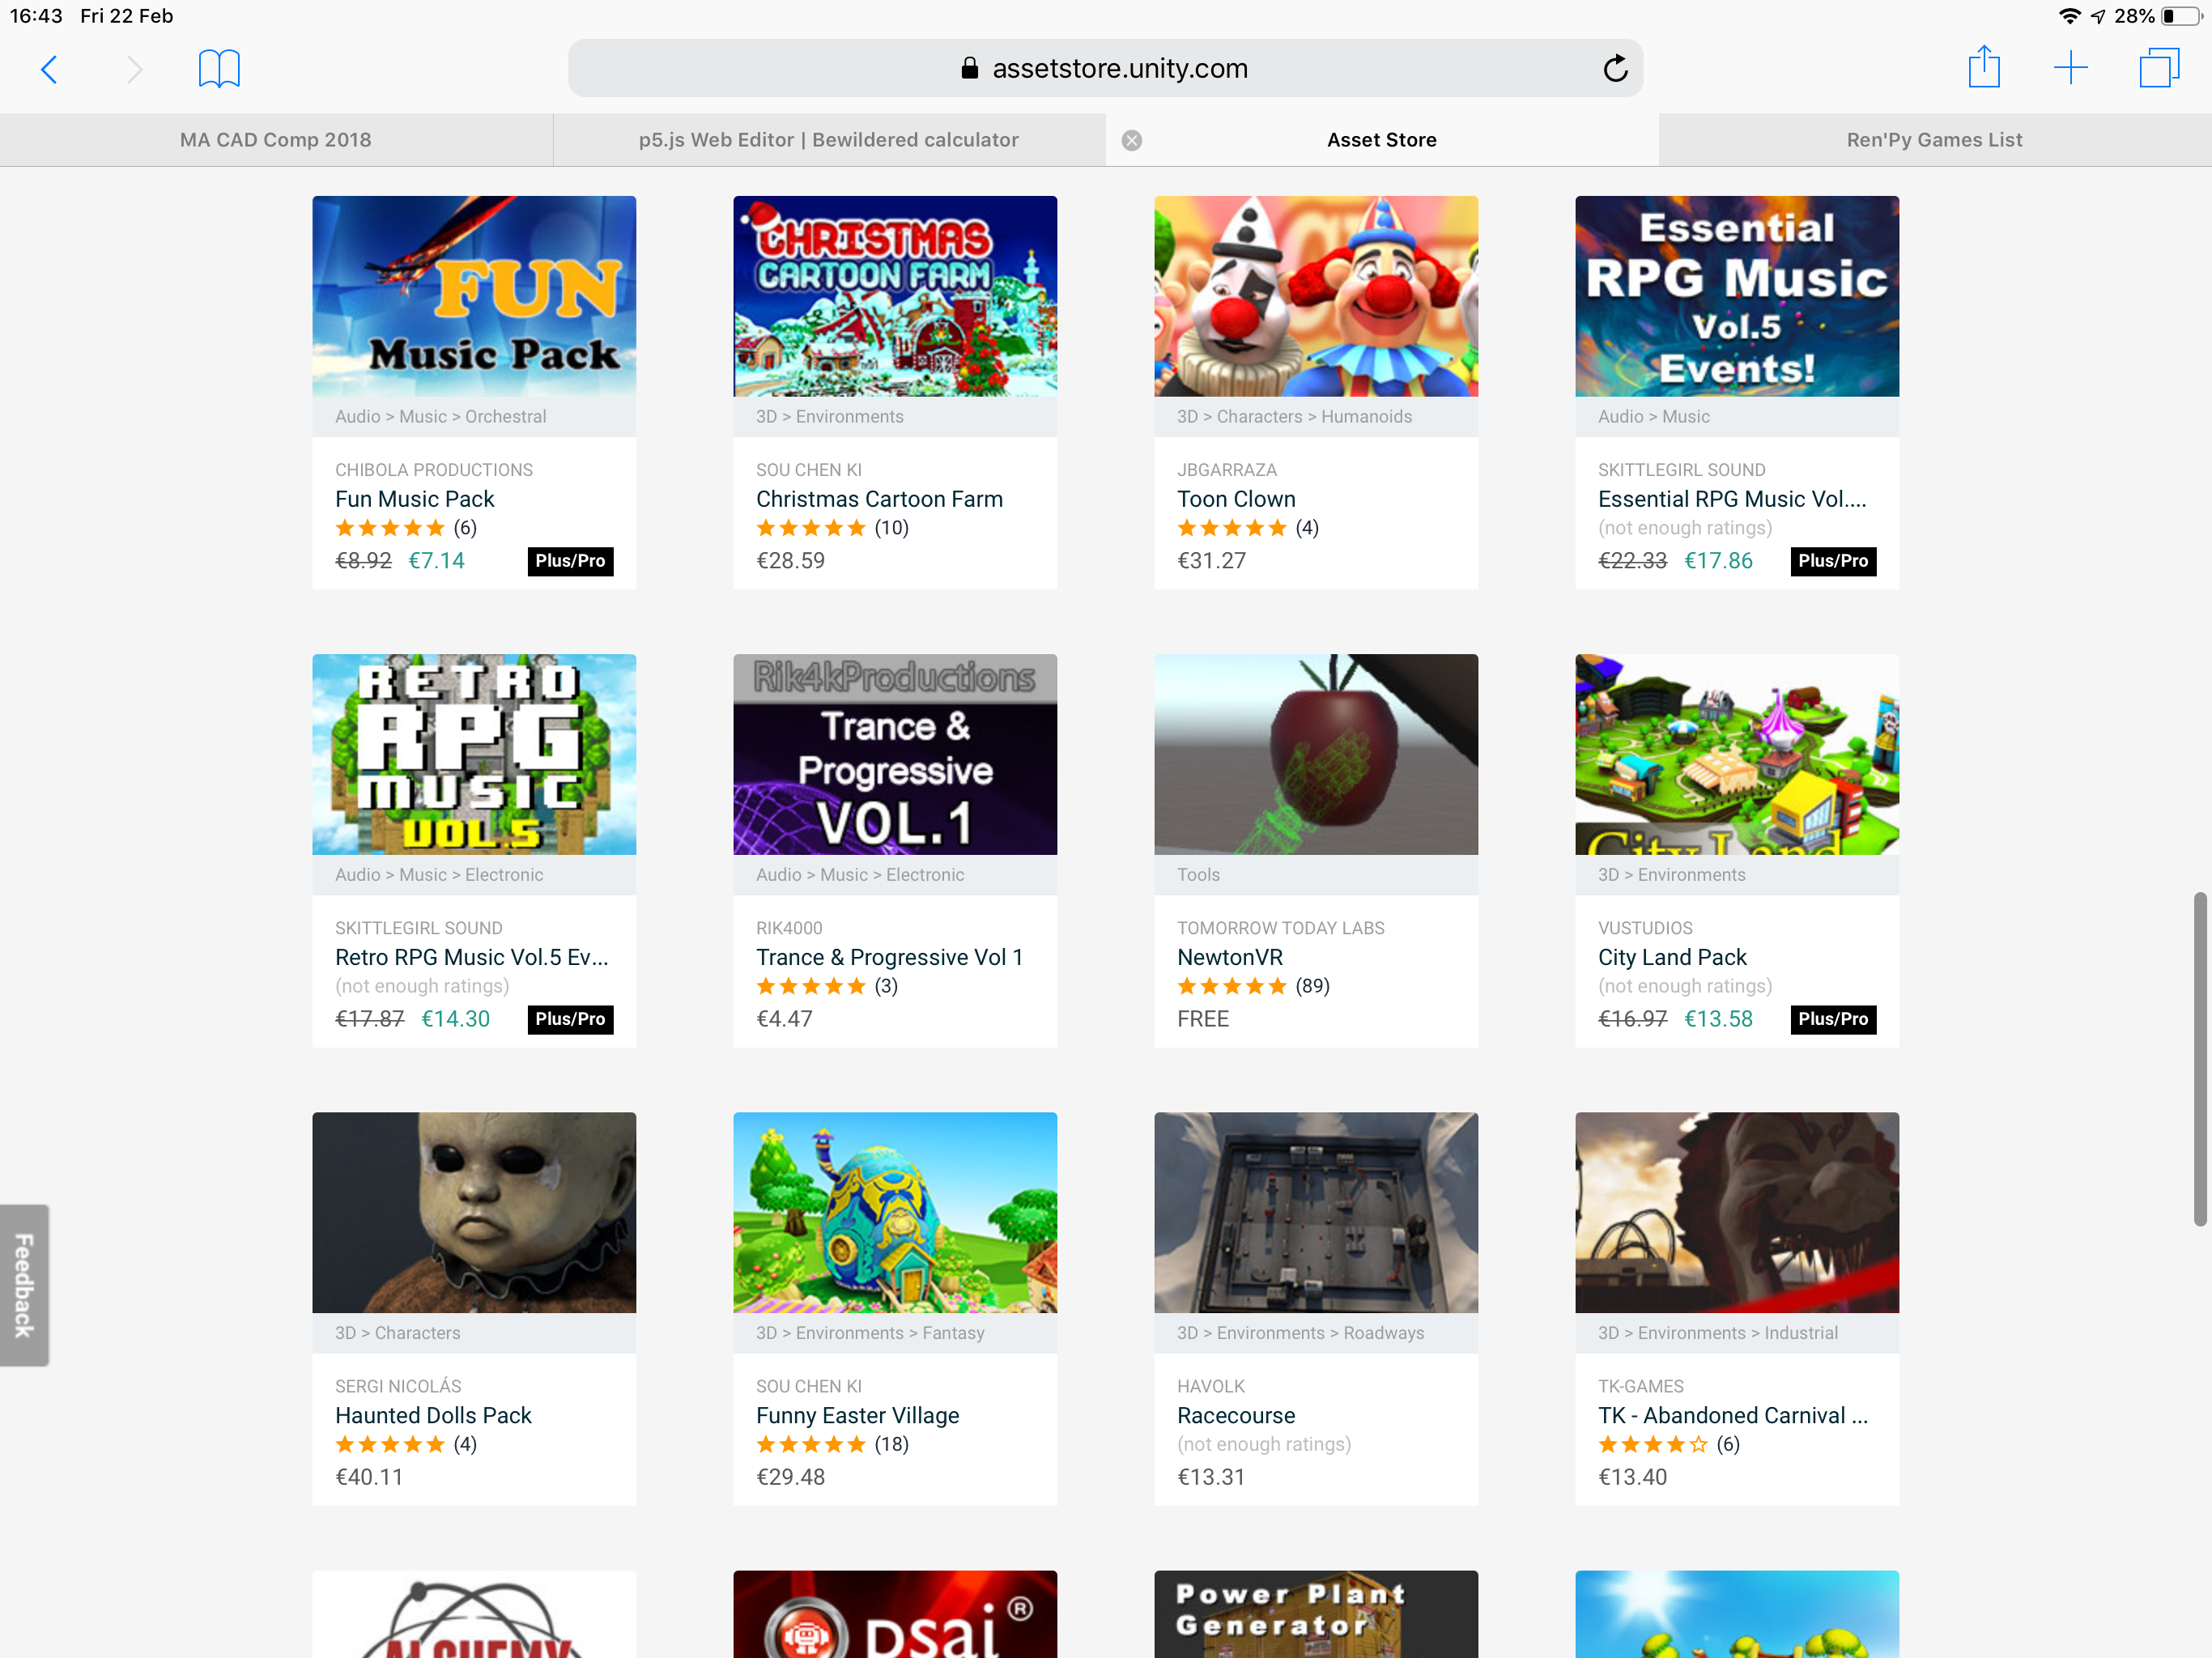 16:43 Fri 22 Feb
28%
assetstore.unity.com
MA CAD Comp 2018
p5.js Web Editor | Bewildered calculator
Asset Store
Ren'Py Games List
FUN
Music Pack
Audio > Music > Orchestral
CHIBOLA PRODUCTIONS
Fun Music Pack
(6)
€8.92 €7.14 Plus/Pro
CHRISTMAS
CARTOON FARM
3D > Environments
SOU CHEN KI
Christmas Cartoon Farm
(10)
€28.59
3D > Characters > Humanoids
JBGARRAZA
Toon Clown
(4)
€31.27
Essential
RPG Music
Vol.5
Events!
Audio > Music
SKITTLEGIRL SOUND
Essential RPG Music Vol....
(not enough ratings)
€22.33 €17.86 Plus/Pro
RETRO
RPG
MUSIC
VOL.5
Audio > Music > Electronic
SKITTLEGIRL SOUND
Retro RPG Music Vol.5 Ev...
(not enough ratings)
€17.87 €14.30 Plus/Pro
Rik4kProductions
Trance &
Progressive
VOL.1
Audio > Music > Electronic
RIK4000
Trance & Progressive Vol 1
(3)
€4.47
Tools
TOMORROW TODAY LABS
NewtonVR
(89)
FREE
City Land
3D > Environments
VUSTUDIOS
City Land Pack
(not enough ratings)
€16.97 €13.58 Plus/Pro
3D > Characters
SERGI NICOLÁS
Haunted Dolls Pack
(4)
€40.11
3D > Environments > Fantasy
SOU CHEN KI
Funny Easter Village
(18)
€29.48
3D > Environments > Roadways
HAVOLK
Racecourse
(not enough ratings)
€13.31
3D > Environments > Industrial
TK-GAMES
TK - Abandoned Carnival ...
(6)
€13.40
Feedback
ALCHEMY
DSai ®
Power Plant
Generator